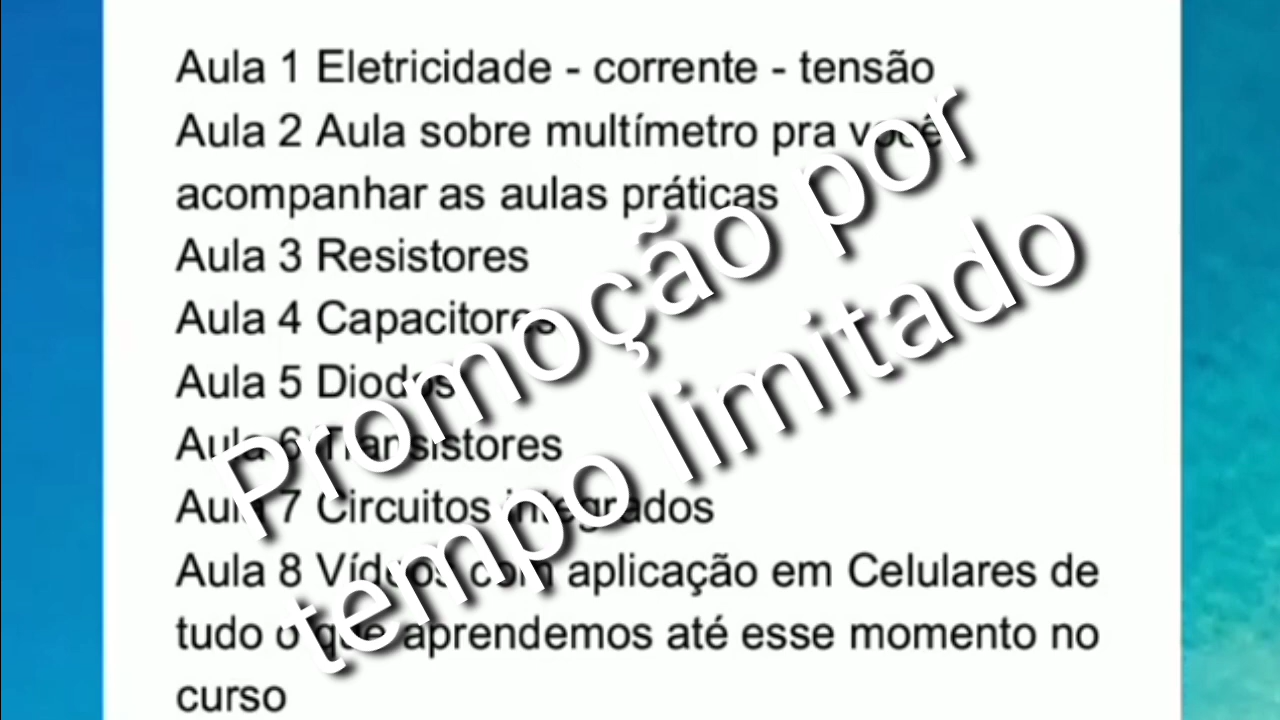 Aula 1 Eletricidade - corrente - tensão
Aula 2 Aula sobre multímetro pra você
acompanhar as aulas práticas
Aula 3 Resistores
Aula 4 Capacitores
Aula 5 Diodos
Aula 6 Transistores
Aula 7 Circuitos integrados
Aula 8 Vídeos com aplicação em Celulares de
tudo o que aprendemos até esse momento no
curso
Promoção por
tempo limitado